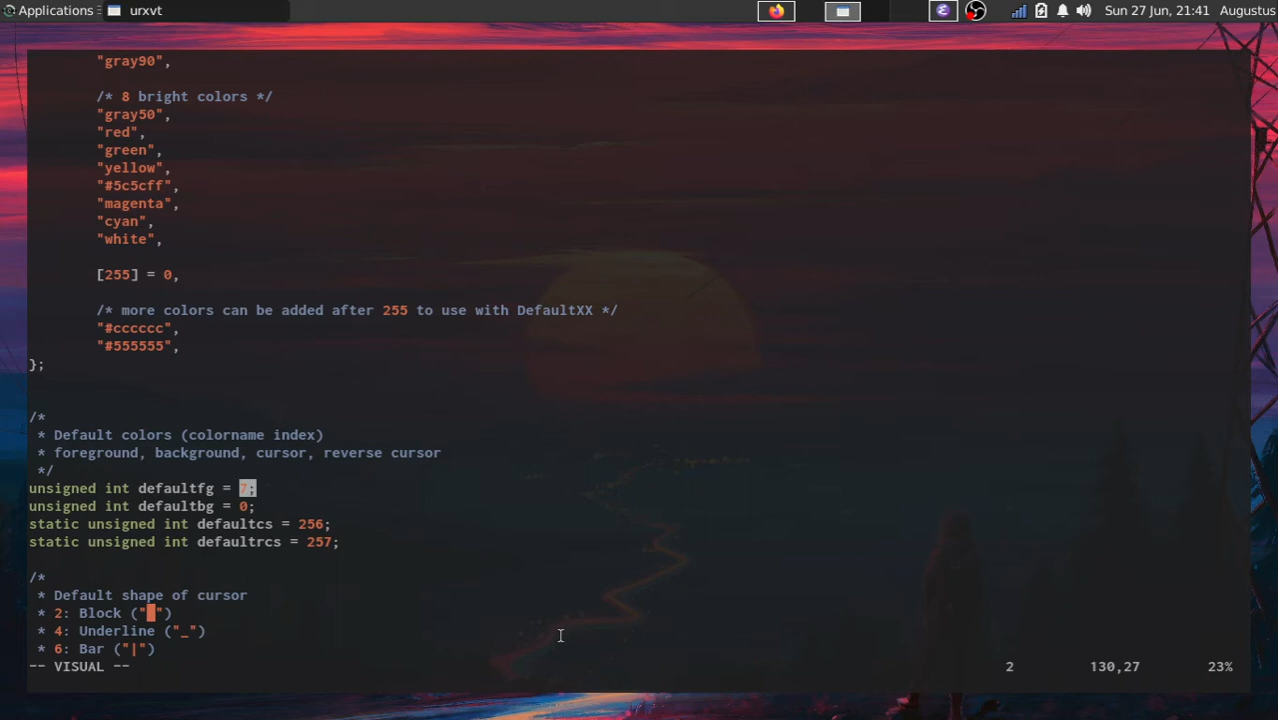 Applications
urxvt
Sun 27 Jun, 21:41 Augustus
"gray90",
/* 8 bright colors */
"gray50",
"red",
"green",
"yellow",
"#5c5cff",
"magenta",
"cyan",
"white",
[255] = 0,
/* more colors can be added after 255 to use with DefaultXX */
"#cccccc",
"#555555",
};
/*
* Default colors (colorname index)
* foreground, background, cursor, reverse cursor
*/
unsigned int defaultfg = 7;
unsigned int defaultbg = 0;
static unsigned int defaultcs = 256;
static unsigned int defaultrcs = 257;
/*
* Default shape of cursor
* 2: Block ("█")
* 4: Underline ("_")
* 6: Bar ("|")
-- VISUAL -- 2 130,27 23%